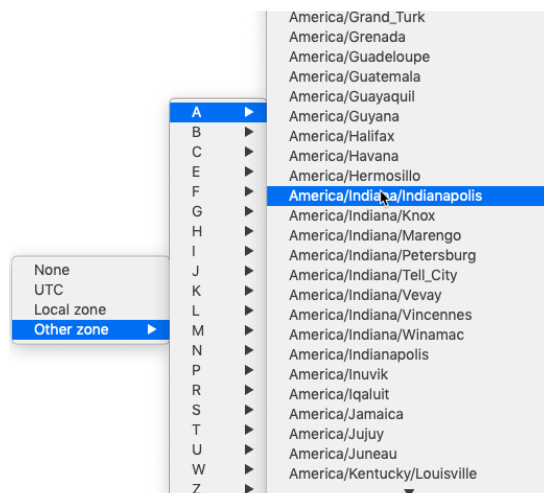 None
UTC
Local zone
Other zone
A
B
C
E
F
G
H
I
J
K
L
M
N
P
R
S
T
U
W
Z
America/Grand_Turk
America/Grenada
America/Guadeloupe
America/Guatemala
America/Guayaquil
America/Guyana
America/Halifax
America/Havana
America/Hermosillo
America/Indiana/Indianapolis
America/Indiana/Knox
America/Indiana/Marengo
America/Indiana/Petersburg
America/Indiana/Tell_City
America/Indiana/Vevay
America/Indiana/Vincennes
America/Indiana/Winamac
America/Indianapolis
America/Inuvik
America/Iqaluit
America/Jamaica
America/Jujuy
America/Juneau
America/Kentucky/Louisville